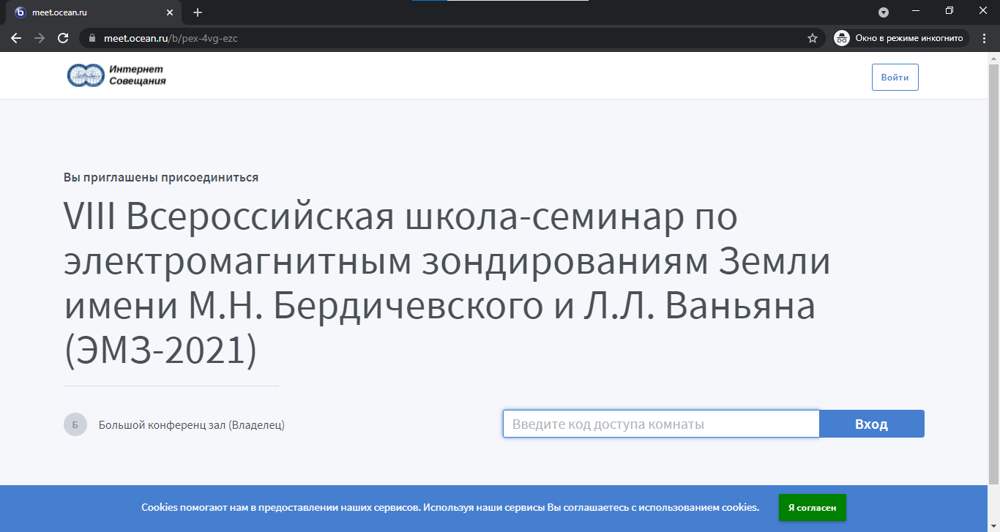 meet.ocean.ru
meet.ocean.ru/b/pex-4vg-ezc
Окно в режиме инкогнито
Интернет
Совещания
Войти
Вы приглашены присоединиться
VIII Всероссийская школа-семинар по
электромагнитным зондированиям Земли
имени М.Н. Бердичевского и Л.Л. Ваньяна
(ЭМЗ-2021)
Б
Большой конференц зал (Владелец)
Введите код доступа комнаты
Вход
Cookies помогают нам в предоставлении наших сервисов. Используя наши сервисы Вы соглашаетесь с использованием cookies.
Я согласен